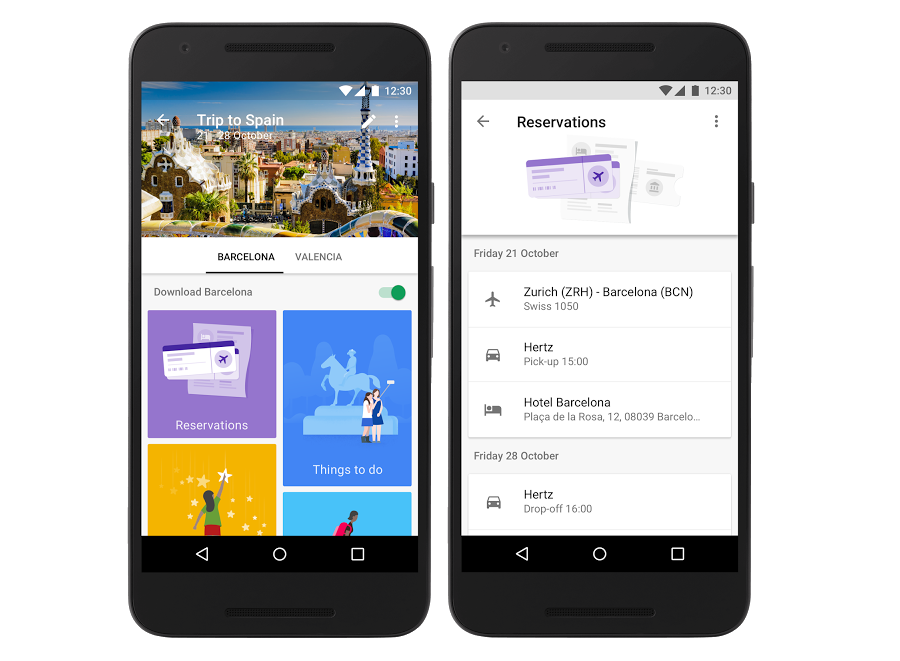 12:30
Trip to Spain
21 - 28 October
BARCELONA
VALENCIA
Download Barcelona
Reservations
Things to do
12:30
Reservations
Friday 21 October
Zurich (ZRH) - Barcelona (BCN)
Swiss 1050
Hertz
Pick-up 15:00
Hotel Barcelona
Plaça de la Rosa, 12, 08039 Barcelo...
Friday 28 October
Hertz
Drop-off 16:00